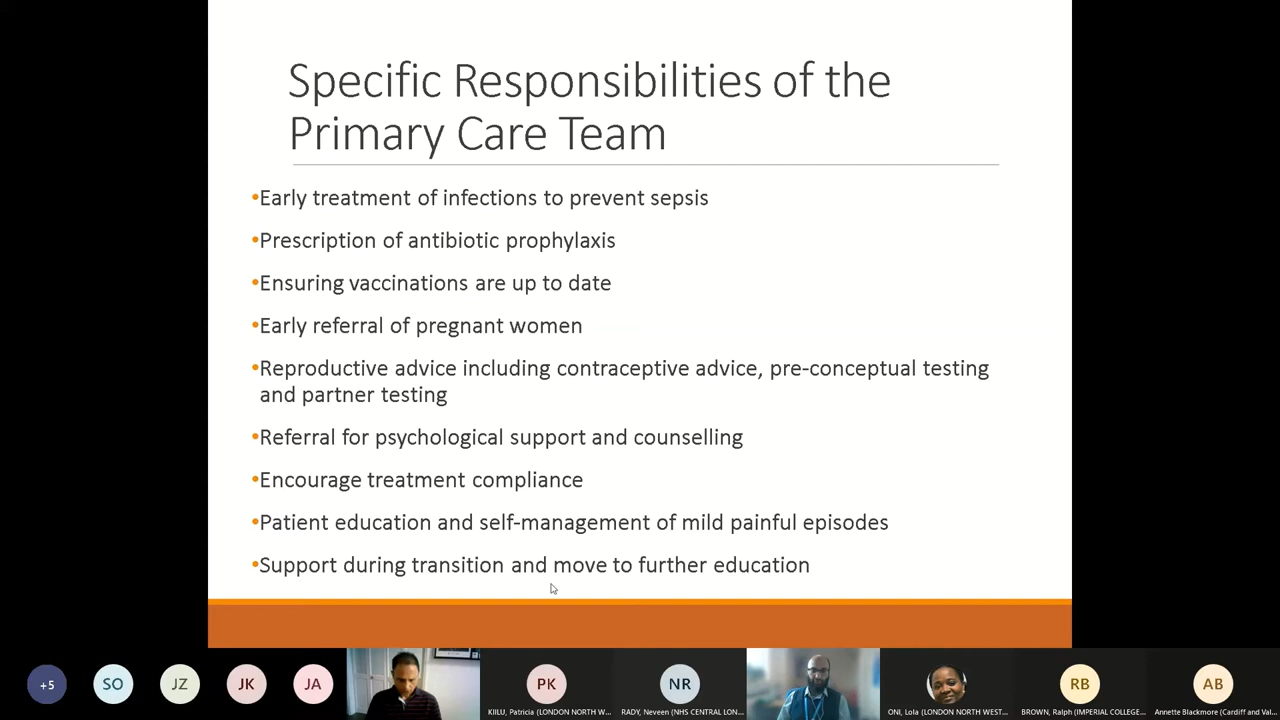 Specific Responsibilities of the
Primary Care Team
•Early treatment of infections to prevent sepsis
•Prescription of antibiotic prophylaxis
•Ensuring vaccinations are up to date
•Early referral of pregnant women
•Reproductive advice including contraceptive advice, pre-conceptual testing
and partner testing
•Referral for psychological support and counselling
•Encourage treatment compliance
•Patient education and self-management of mild painful episodes
•Support during transition and move to further education
+5 SO JZ JK JA PK NR RB AB
KIILU, Patricia (LONDON NORTH W... RADY, Neveen (NHS CENTRAL LON... ONI, Lola (LONDON NORTH WEST... BROWN, Ralph (IMPERIAL COLLEGE... Annette Blackmore (Cardiff and Val...